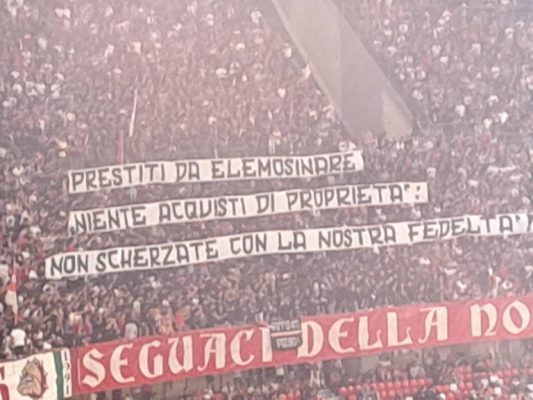 PRESTITI DA ELEMOSINARE
NIENTE ACQUISTI DI PROPRIETA':
NON SCHERZATE CON LA NOSTRA FEDELTA'
SEGUACI DELLA NO